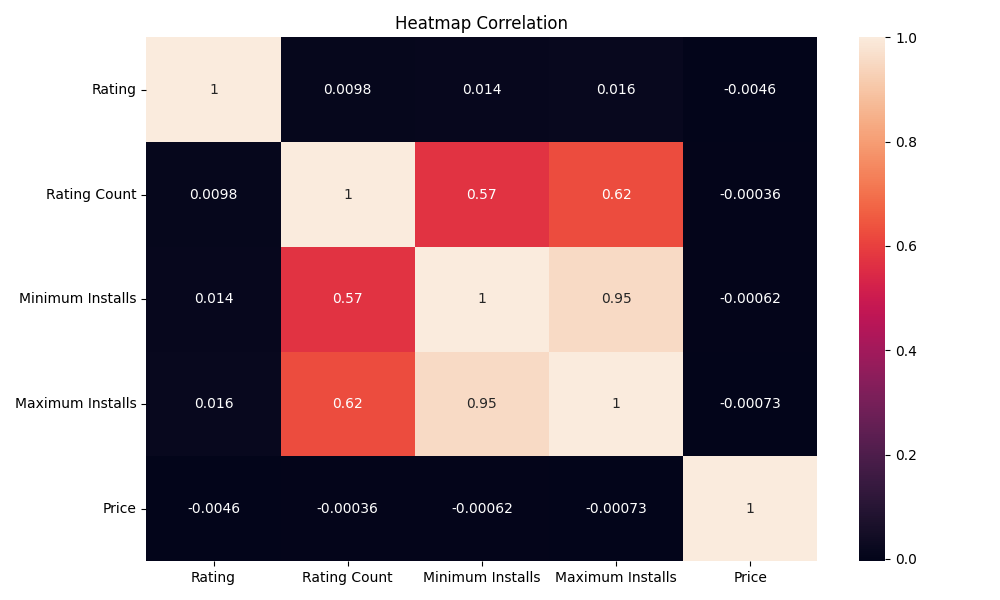 Heatmap Correlation
Rating 1 0.0098 0.014 0.016 -0.0046
Rating Count 0.0098 1 0.57 0.62 -0.00036
Minimum Installs 0.014 0.57 1 0.95 -0.00062
Maximum Installs 0.016 0.62 0.95 1 -0.00073
Price -0.0046 -0.00036 -0.00062 -0.00073 1
Rating Rating Count Minimum Installs Maximum Installs Price
1.0
0.8
0.6
0.4
0.2
0.0